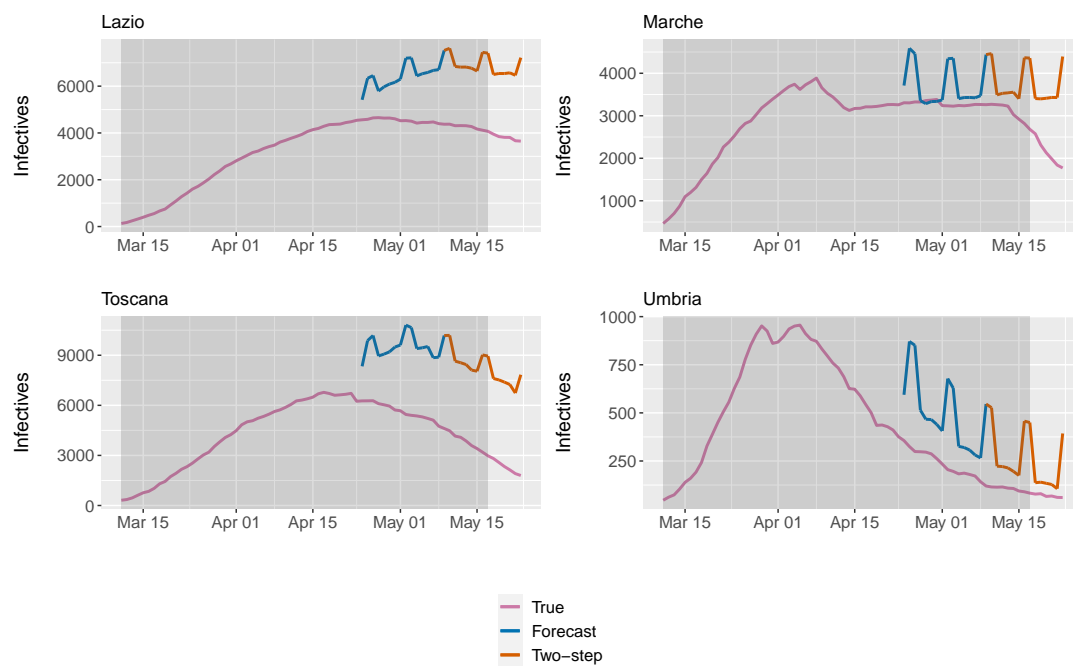 Lazio
Infectives
6000
4000
2000
0
Mar 15 Apr 01 Apr 15 May 01 May 15
Marche
Infectives
4000
3000
2000
1000
Mar 15 Apr 01 Apr 15 May 01 May 15
Toscana
Infectives
9000
6000
3000
0
Mar 15 Apr 01 Apr 15 May 01 May 15
Umbria
Infectives
1000
750
500
250
Mar 15 Apr 01 Apr 15 May 01 May 15
True
Forecast
Two−step